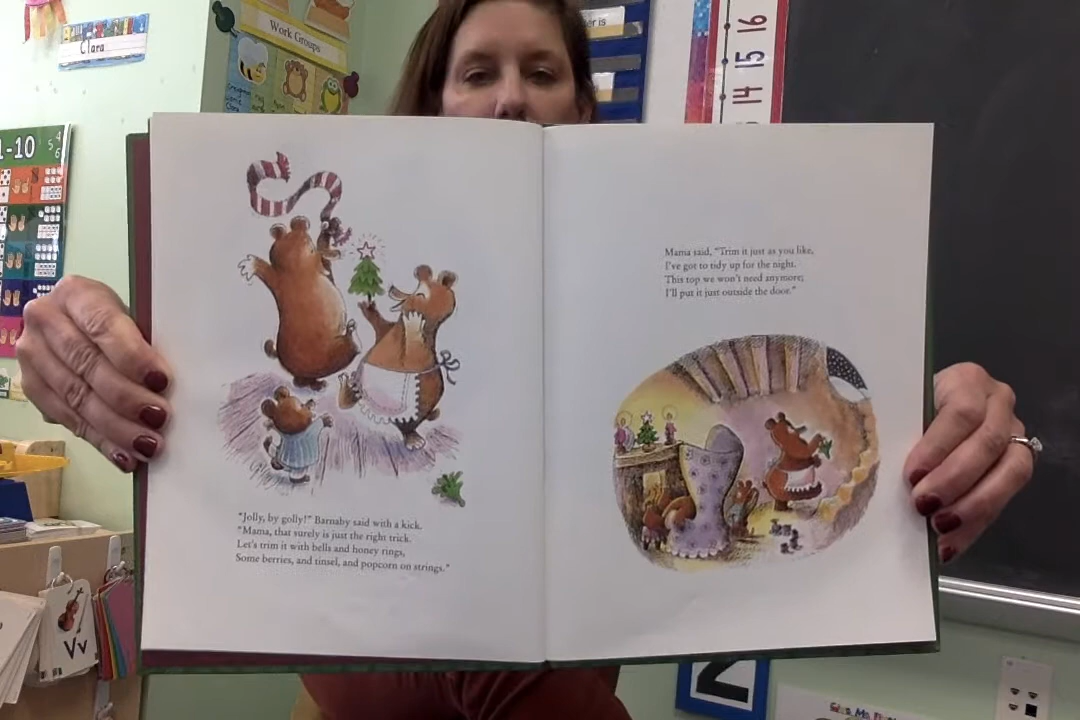 Clara
Work Groups
1-10
14 15 16
"Jolly, by golly!" Barnaby said with a kick.
"Mama, that surely is just the right trick.
Let's trim it with bells and honey rings,
Some berries, and tinsel, and popcorn on strings."
Mama said, "Trim it just as you like,
I've got to tidy up for the night.
This top we won't need anymore;
I'll put it just outside the door."
Vv